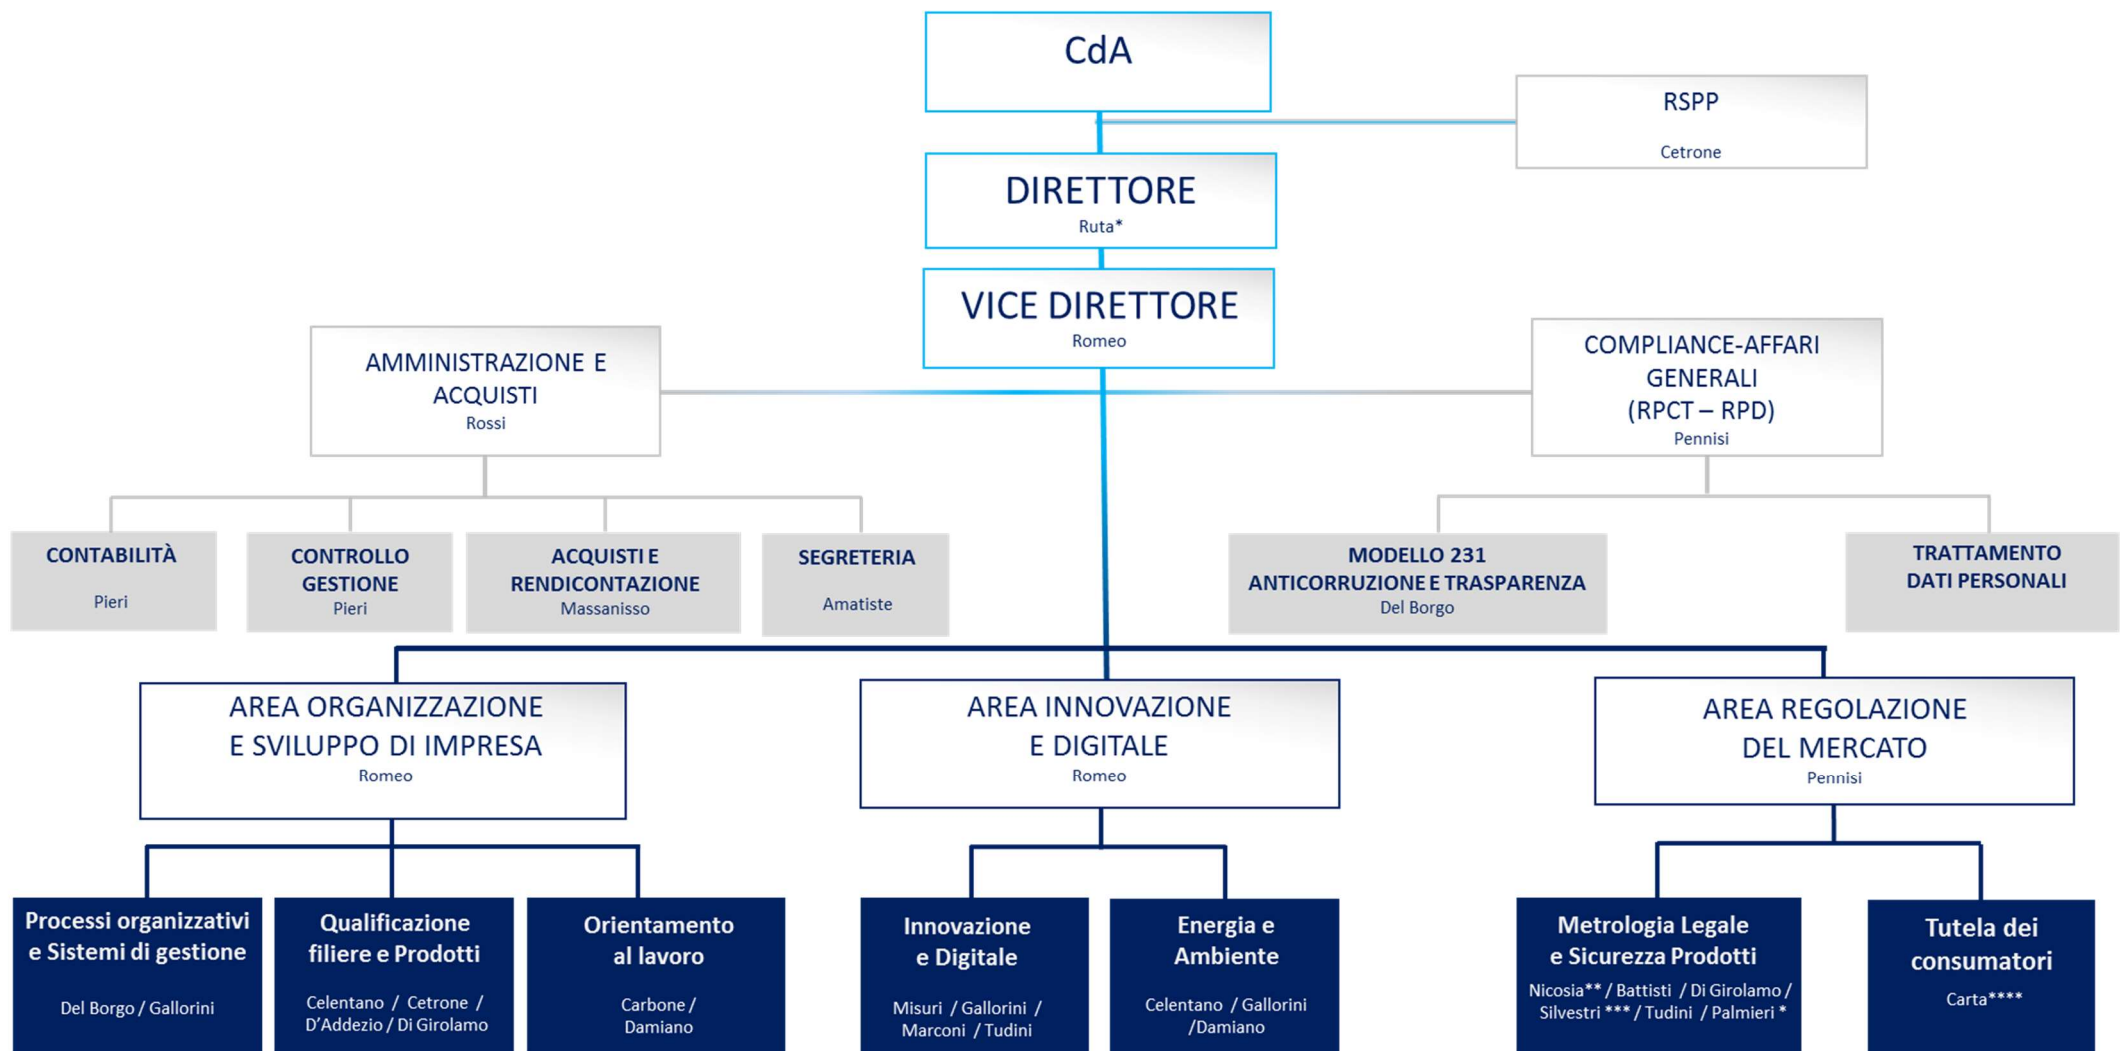 CdA
RSPP
Cetrone
DIRETTORE
Ruta*
VICE DIRETTORE
Romeo
AMMINISTRAZIONE E
ACQUISTI
Rossi
COMPLIANCE-AFFARI
GENERALI
(RPCT – RPD)
Pennisi
CONTABILITÀ
Pieri
CONTROLLO
GESTIONE
Pieri
ACQUISTI E
RENDICONTAZIONE
Massanisso
SEGRETERIA
Amatiste
MODELLO 231
ANTICORRUZIONE E TRASPARENZA
Del Borgo
TRATTAMENTO
DATI PERSONALI
AREA ORGANIZZAZIONE
E SVILUPPO DI IMPRESA
Romeo
AREA INNOVAZIONE
E DIGITALE
Romeo
AREA REGOLAZIONE
DEL MERCATO
Pennisi
Processi organizzativi
e Sistemi di gestione
Del Borgo / Gallorini
Qualificazione
filiere e Prodotti
Celentano / Cetrone /
D'Addezio / Di Girolamo
Orientamento
al lavoro
Carbone /
Damiano
Innovazione
e Digitale
Misuri / Gallorini /
Marconi / Tudini
Energia e
Ambiente
Celentano / Gallorini
/Damiano
Metrologia Legale
e Sicurezza Prodotti
Nicosia** / Battisti / Di Girolamo /
Silvestri *** / Tudini / Palmieri *
Tutela dei
consumatori
Carta****